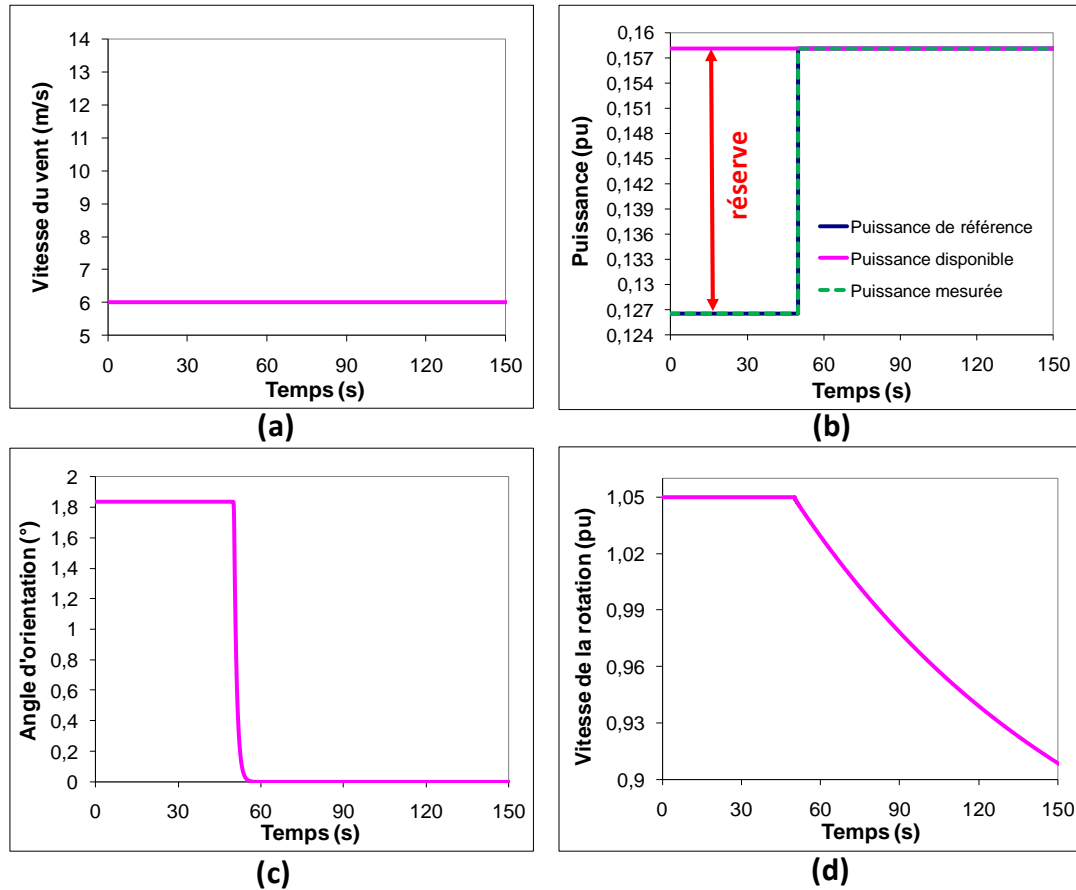 Vitesse du vent (m/s)
14
13
12
11
10
9
8
7
6
5
0 30 60 90 120 150
Temps (s)
(a)
Puissance (pu)
0,16
0,157
0,154
0,151
0,148
0,145
0,142
0,139
0,136
0,133
0,13
0,127
0,124
réserve
Puissance de référence
Puissance disponible
Puissance mesurée
0 30 60 90 120 150
Temps (s)
(b)
Angle d'orientation (°)
2
1,8
1,6
1,4
1,2
1
0,8
0,6
0,4
0,2
0
0 30 60 90 120 150
Temps (s)
(c)
Vitesse de la rotation (pu)
1,05
1,02
0,99
0,96
0,93
0,9
0 30 60 90 120 150
Temps (s)
(d)